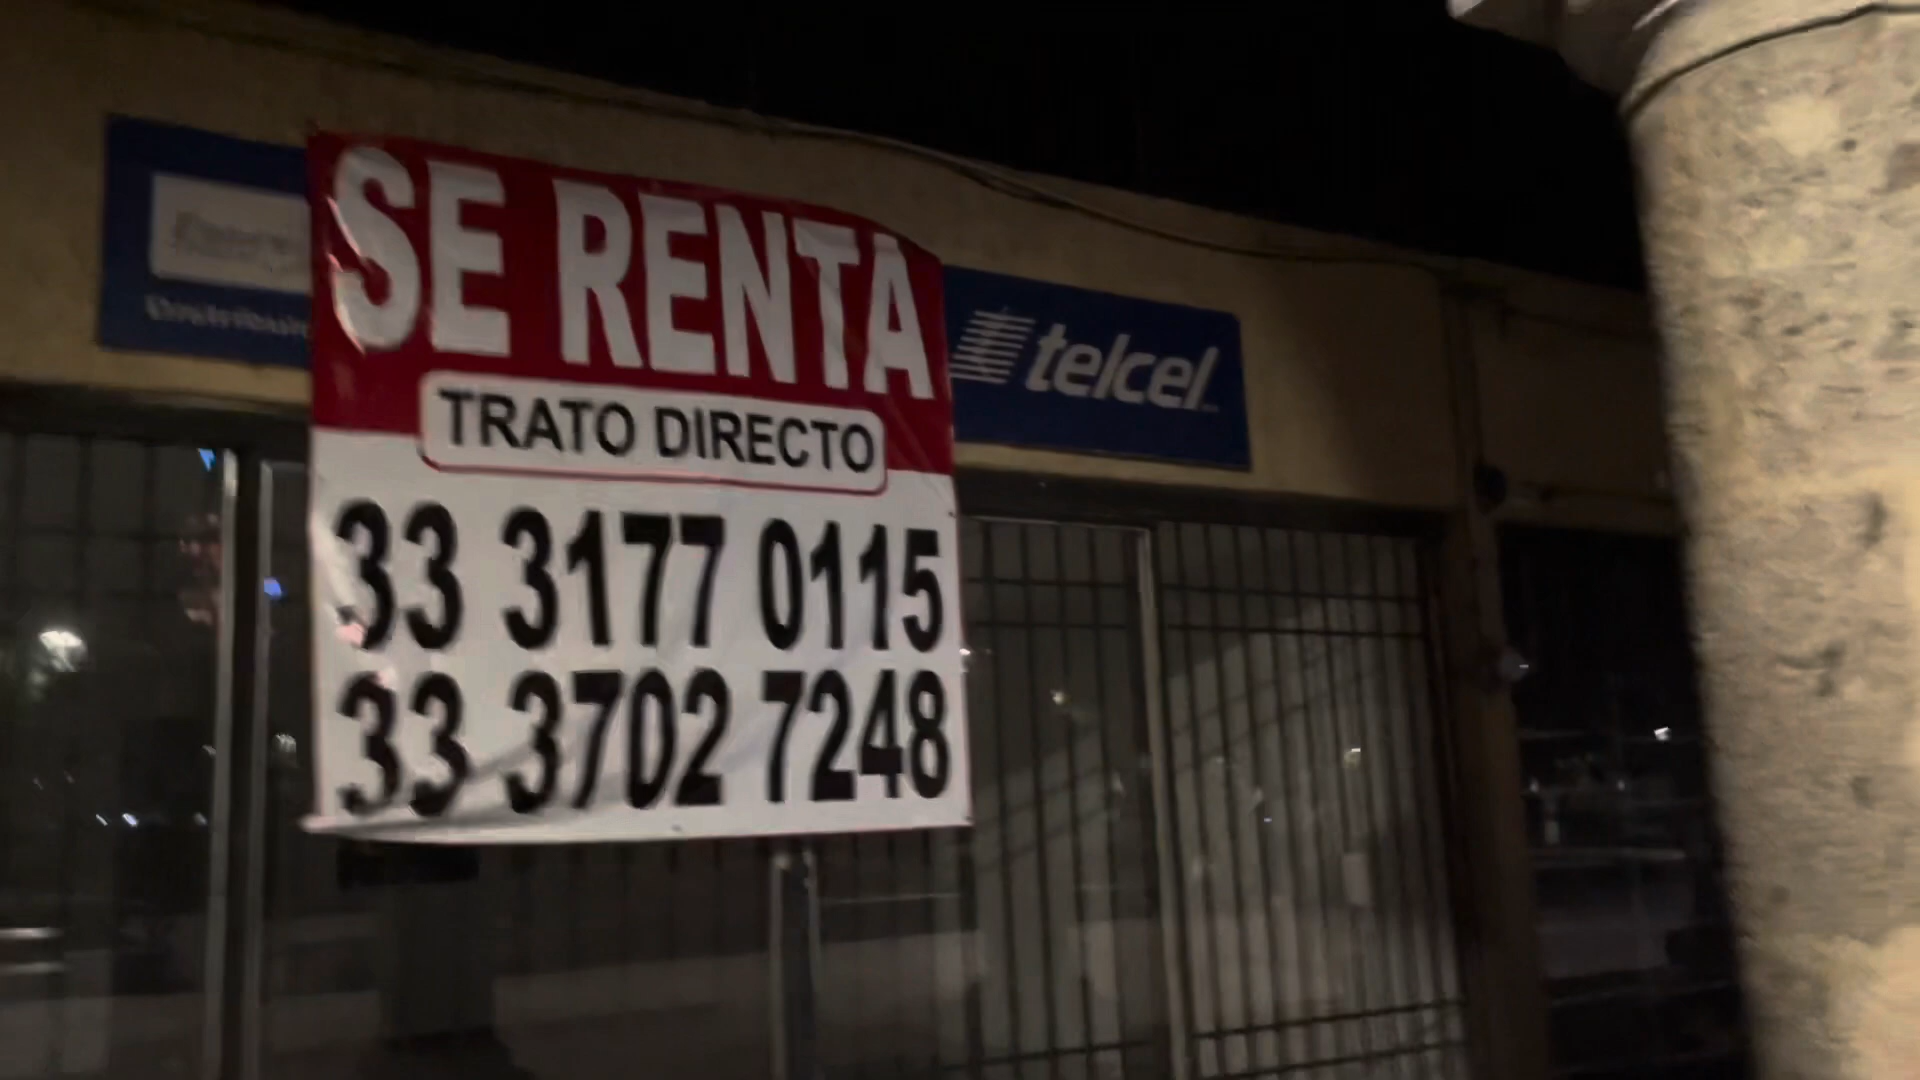 SE RENTA
telcel
TRATO DIRECTO
33 3177 0115
33 3702 7248